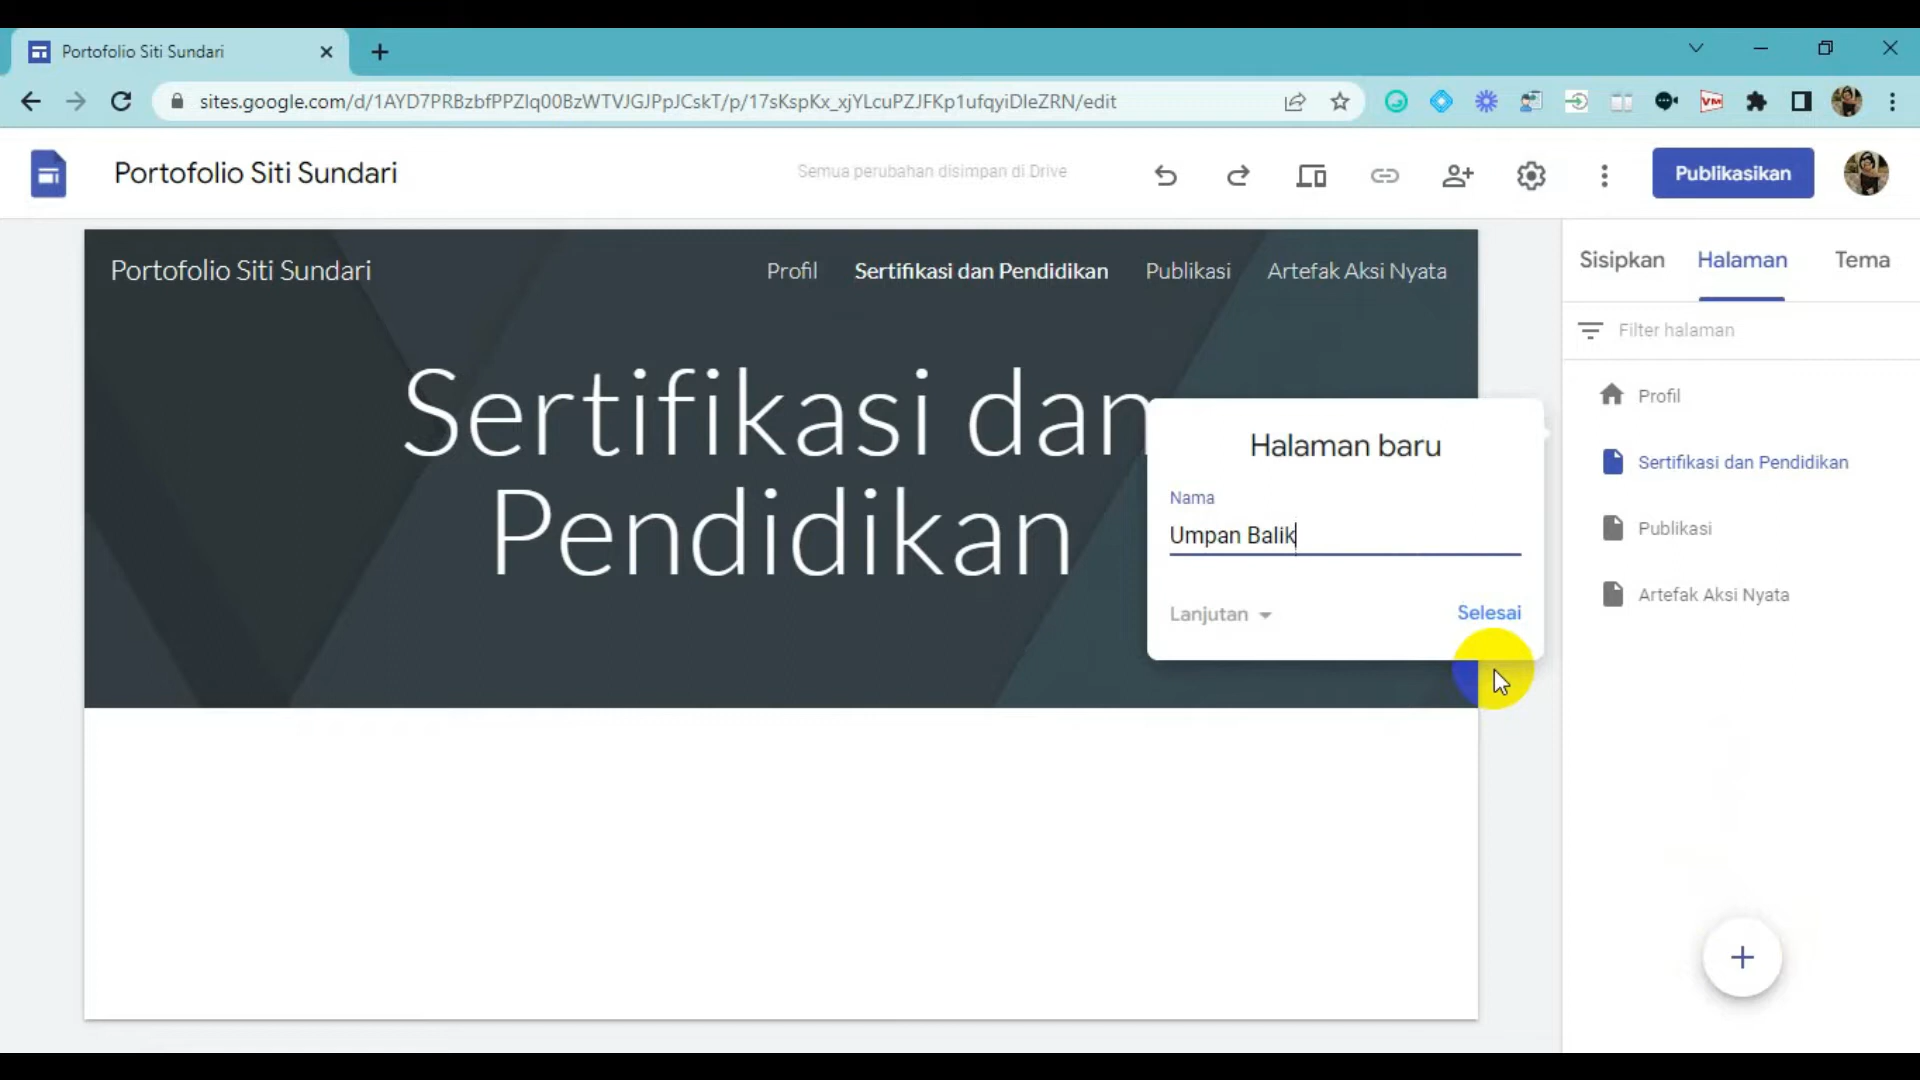 Portofolio Siti Sundari
sites.google.com/d/1AYD7PRBzbfPPZlq00BzWTVJGJPpJCskT/p/17sKspKx_xjYLcuPZJFKp1ufqyiDleZRN/edit
VM
Portofolio Siti Sundari
Semua perubahan disimpan di Drive
Publikasikan
Portofolio Siti Sundari
Profil
Sertifikasi dan Pendidikan
Publikasi
Artefak Aksi Nyata
Sertifikasi dan
Pendidikan
Halaman baru
Nama
Umpan Balik
Lanjutan
Selesai
Sisipkan
Halaman
Tema
Filter halaman
Profil
Sertifikasi dan Pendidikan
Publikasi
Artefak Aksi Nyata